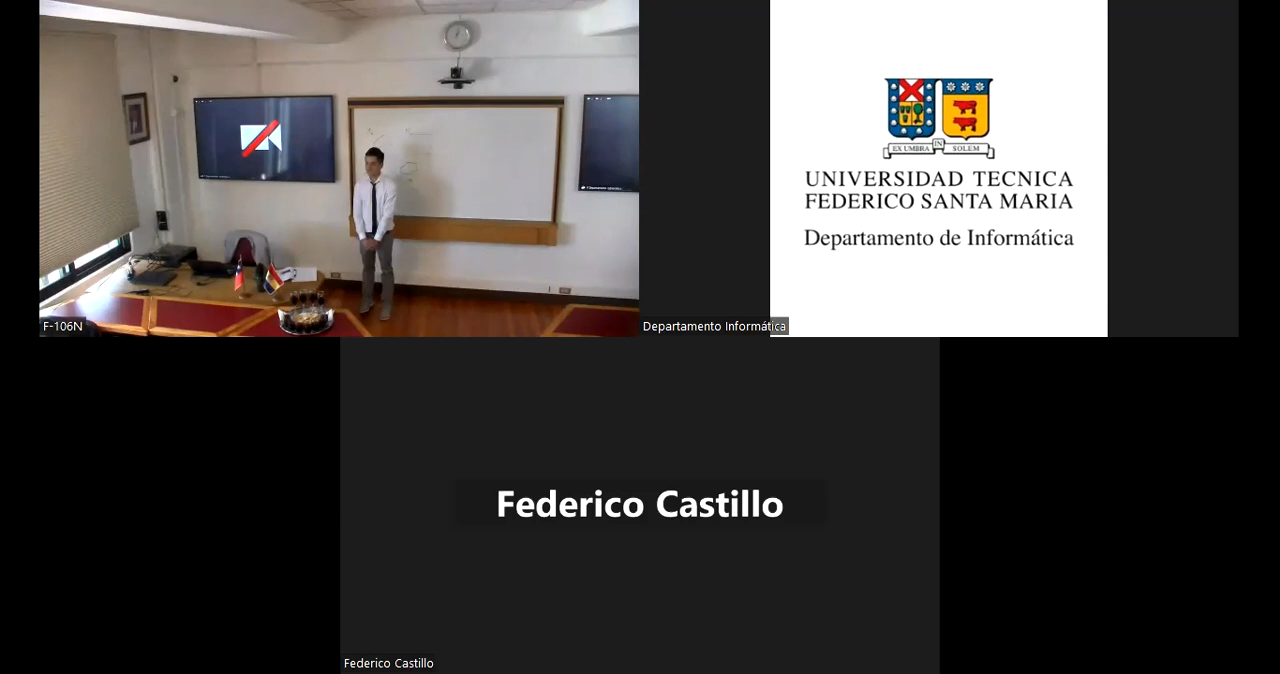 F-106N
EX UMBRA IN SOLEM
UNIVERSIDAD TECNICA
FEDERICO SANTA MARIA
Departamento de Informática
Departamento Informática
Federico Castillo
Federico Castillo